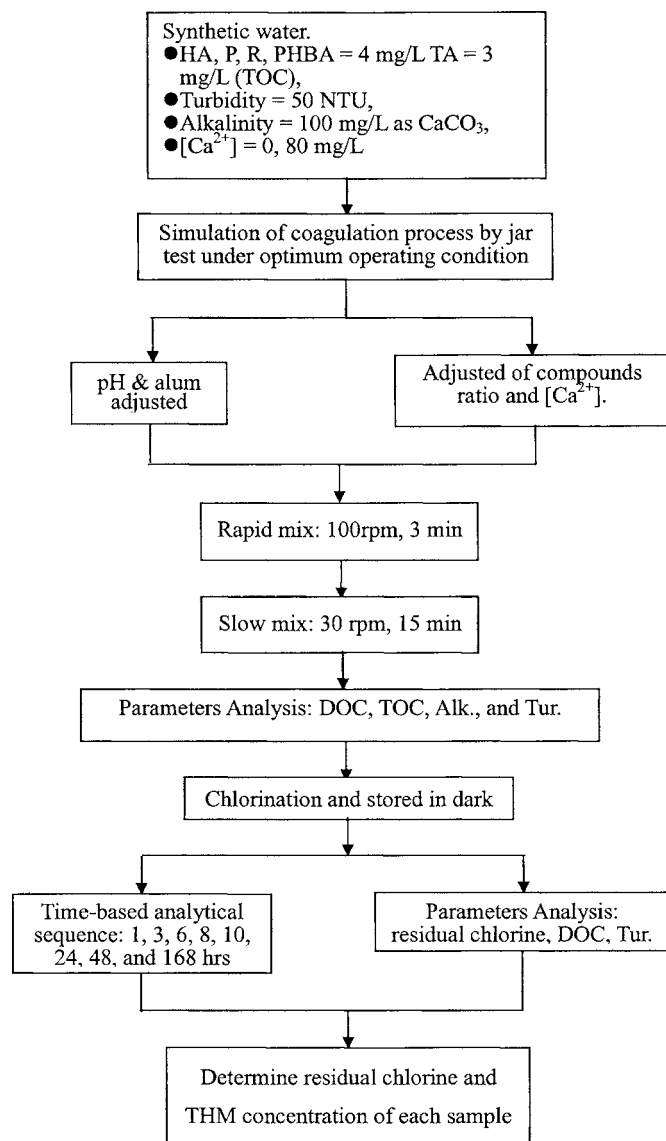 Synthetic water.
●HA, P, R, PHBA = 4 mg/L TA = 3
mg/L (TOC),
●Turbidity = 50 NTU,
●Alkalinity = 100 mg/L as CaCO₃,
●[Ca²⁺] = 0, 80 mg/L
Simulation of coagulation process by jar
test under optimum operating condition
pH & alum
adjusted
Adjusted of compounds
ratio and [Ca²⁺].
Rapid mix: 100rpm, 3 min
Slow mix: 30 rpm, 15 min
Parameters Analysis: DOC, TOC, Alk., and Tur.
Chlorination and stored in dark
Time-based analytical
sequence: 1, 3, 6, 8, 10,
24, 48, and 168 hrs
Parameters Analysis:
residual chlorine, DOC, Tur.
Determine residual chlorine and
THM concentration of each sample